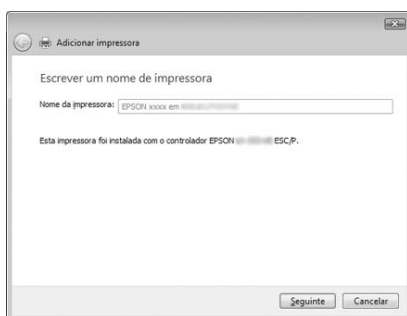 Adicionar impressora
Escrever um nome de impressora
Nome da impressora: EPSON xxxx em
Esta impressora foi instalada com o controlador EPSON ESC/P.
Seguinte Cancelar